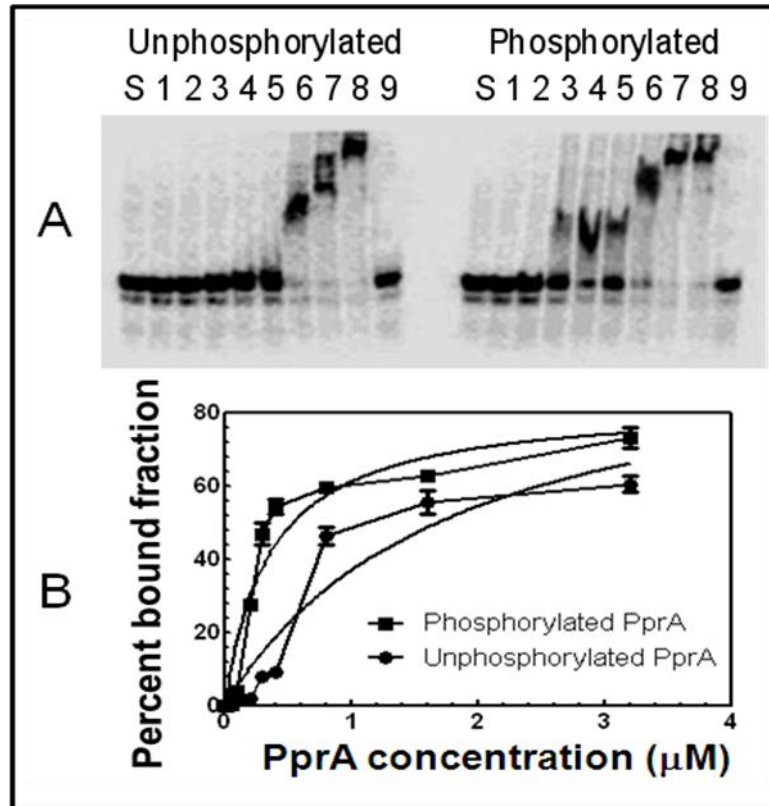 Unphosphorylated Phosphorylated
S 1 2 3 4 5 6 7 8 9 S 1 2 3 4 5 6 7 8 9
A
B
Percent bound fraction
80
60
40
20
0
Phosphorylated PprA
Unphosphorylated PprA
0 1 2 3 4
PprA concentration (μM)